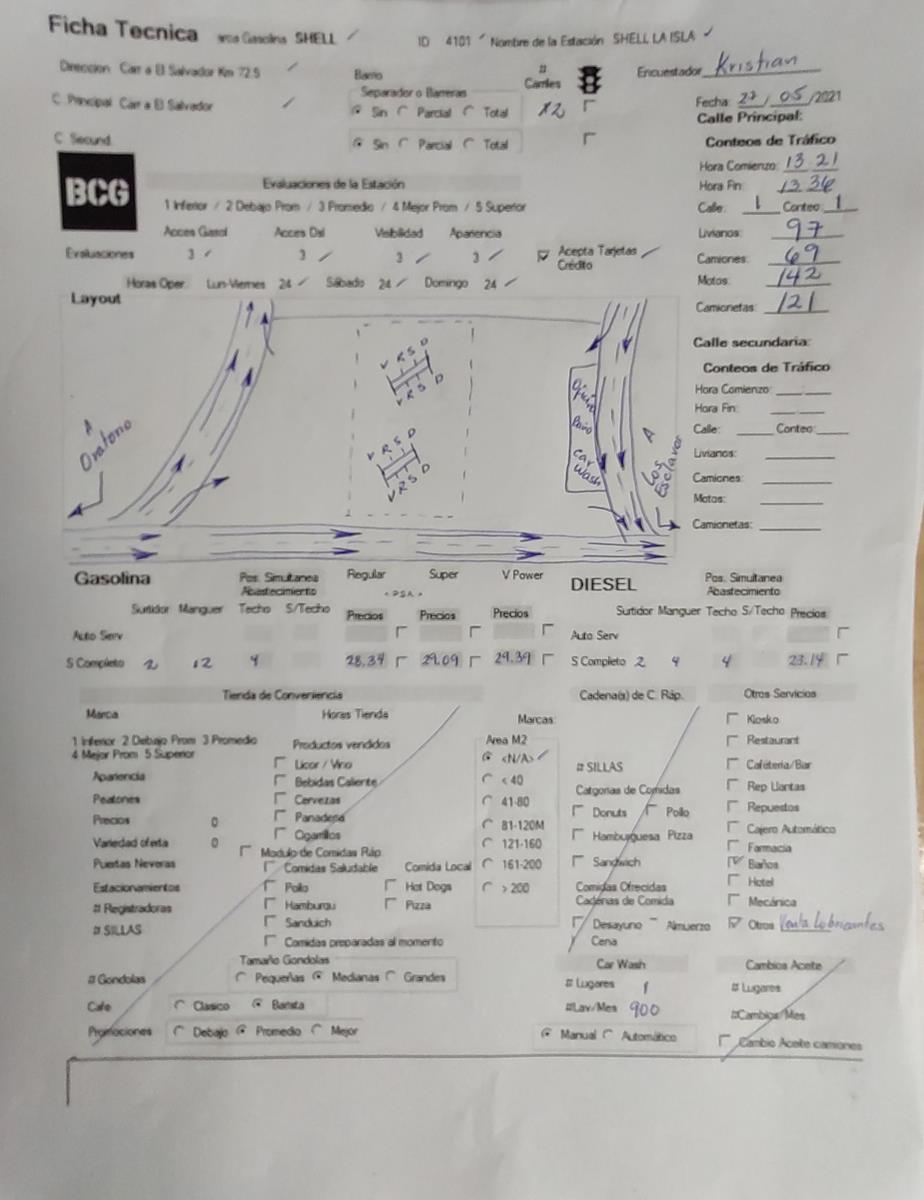 Ficha Tecnica arca Gasolina SHELL ID 4101 Nombre de la Estación SHELL LA ISLA
Direccion Carr a El Salvador Km 72.5 Barrio # Carriles Encuestador Kristian
C. Principal Carr a El Salvador Separador o Barreras
Sin Parcial Total x2 Fecha: 27/05/2021
C. Secund. Sin Parcial Total
Calle Principal:
Conteos de Tráfico
Hora Comienzo: 13 21
Hora Fin: 13 36
Calle: 1 Conteo: 1
Livianos: 97
Camiones: 69
Motos: 142
Camionetas: 121
BCG
Evaluaciones de la Estación
1 Inferior / 2 Debajo Prom / 3 Promedio / 4 Mejor Prom / 5 Superior
Acces Gasol Acces Dsl Visibilidad Apariencia
Evaluaciones 3 3 3 3 Acepta Tarjetas Crédito
Horas Oper: Lun-Viernes 24 Sábado 24 Domingo 24
Layout
A Oratorio
V R S D
V R S D
V R S D
V R S D
car wash
A Los Esclavos
Calle secundaria:
Conteos de Tráfico
Hora Comienzo:
Hora Fin:
Calle: Conteo:
Livianos:
Camiones:
Motos:
Camionetas:
Gasolina Pos. Simultanea Abastecimiento Regular Super V Power
Surtidor Manguer Techo S/Techo Precios Precios Precios
Auto Serv
S Completo 2 12 4 28.34 29.09 29.39
DIESEL Pos. Simultanea Abastecimiento
Surtidor Manguer Techo S/Techo Precios
Auto Serv
S Completo 2 4 4 23.14
Tienda de Conveniencia
Marca Horas Tienda Marcas:
1 Inferior 2 Debajo Prom 3 Promedio
4 Mejor Prom 5 Superior
Apariencia
Peatones
Precios 0
Variedad oferta 0
Puertas Neveras
Estacionamientos
# Registradoras
# SILLAS
Productos vendidos
Licor / Vino
Bebidas Caliente
Cervezas
Panaderia
Cigarrillos
Modulo de Comidas Ráp
Comidas Saludable Comida Local
Pollo Hot Dogs
Hamburgu Pizza
Sanduich
Comidas preparadas al momento
Area M2
<N/A>
< 40
41-80
81-120M
121-160
161-200
> 200
Tamaño Gondolas
# Gondolas Pequeñas Medianas Grandes
Cafe Clasico Barista
Promociones Debajo Promedio Mejor
Cadena(s) de C. Ráp.
# SILLAS
Catgorias de Comidas
Donuts Pollo
Hamburguesa Pizza
Sandwich
Comidas Ofrecidas
Cadenas de Comida
Desayuno Almuerzo
Cena
Car Wash
# Lugares 1
#Lav/Mes 900
Manual Automático
Otros Servicios
Kiosko
Restaurant
Cafeteria/Bar
Rep Llantas
Repuestos
Cajero Automático
Farmacia
Baños
Hotel
Mecánica
Otros Venta Lubricantes
Cambios Aceite
# Lugares
#Cambios/Mes
Cambio Aceite camiones